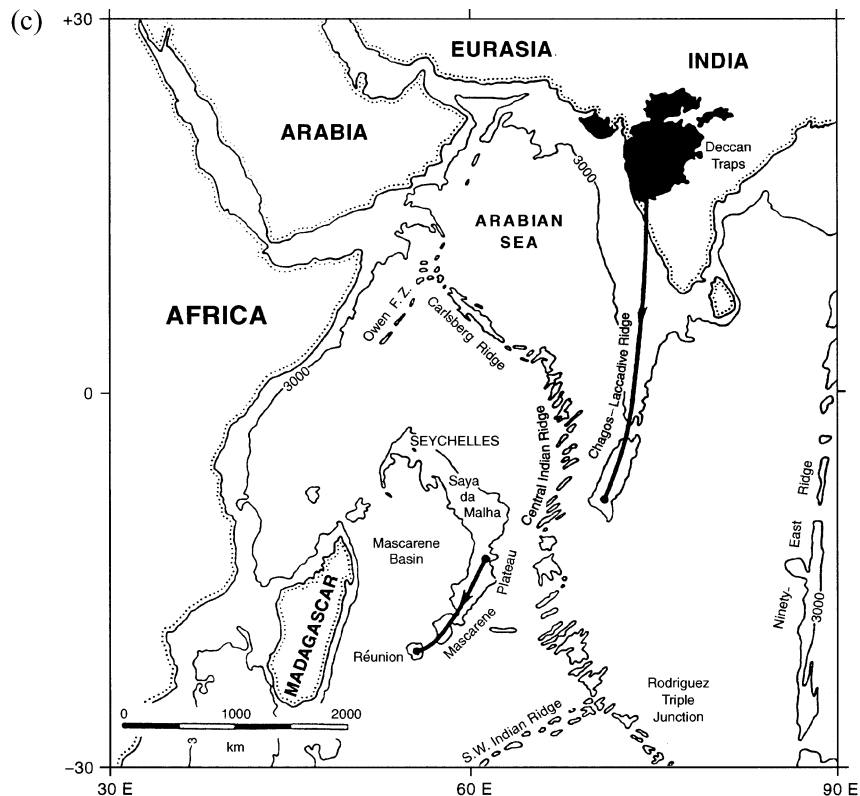 (c)
+30
EURASIA
INDIA
ARABIA
Deccan
Traps
3000
ARABIAN
SEA
AFRICA
Owen F. Z.
Carlsberg Ridge
3000
0
Chagos–Laccadive Ridge
Central Indian Ridge
SEYCHELLES
Saya
da
Malha
Mascarene
Basin
Mascarene Plateau
Ninety-East Ridge
3000
MADAGASCAR
Réunion
Rodriguez
Triple
Junction
S.W. Indian Ridge
0 1000 2000
km
3
–30
30 E
60 E
90 E